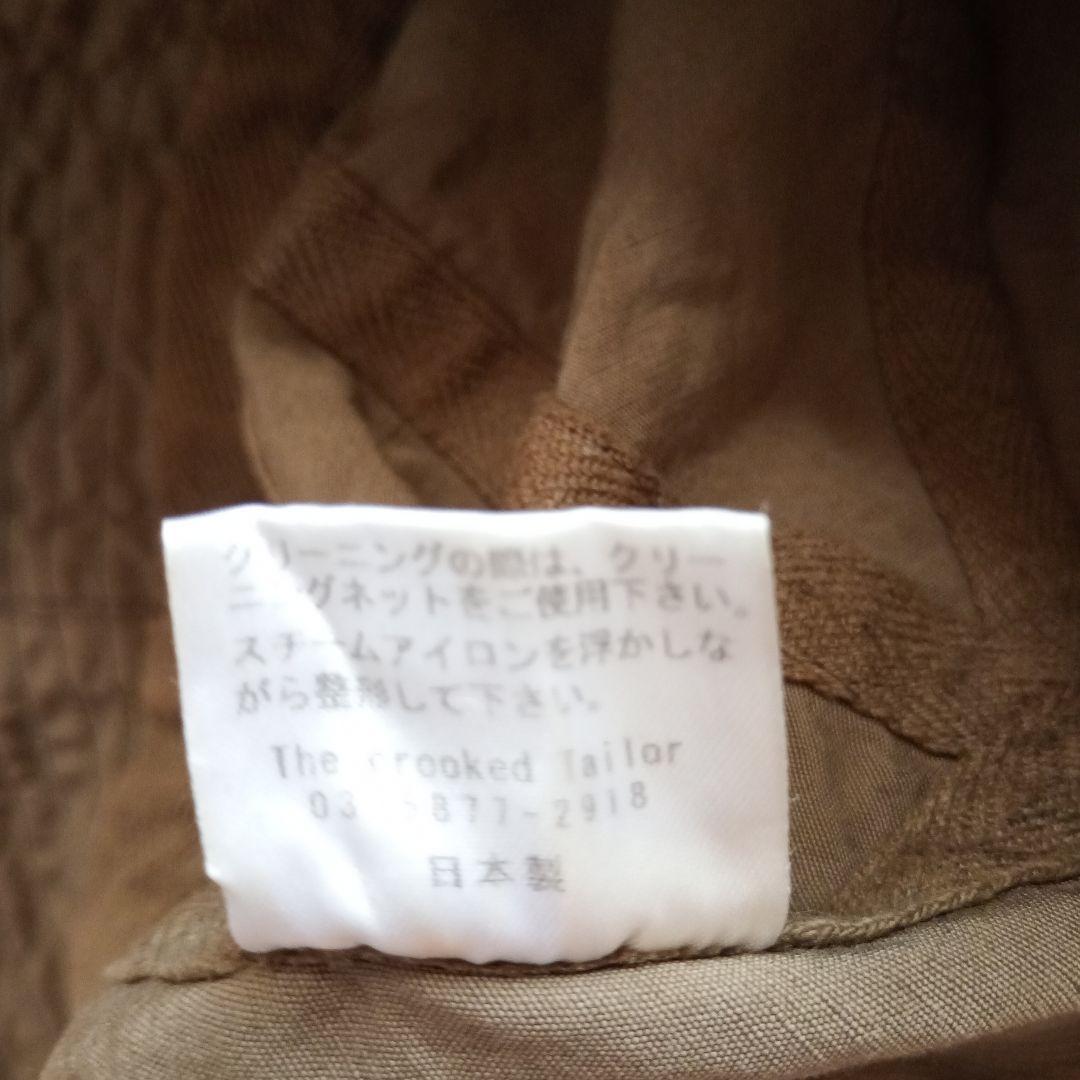 クリーニングの際は、クリー
ニングネットをご使用下さい。
スチームアイロンを浮かしな
がら整形して下さい。
The Crooked Tailor
03-5877-2918
日本製